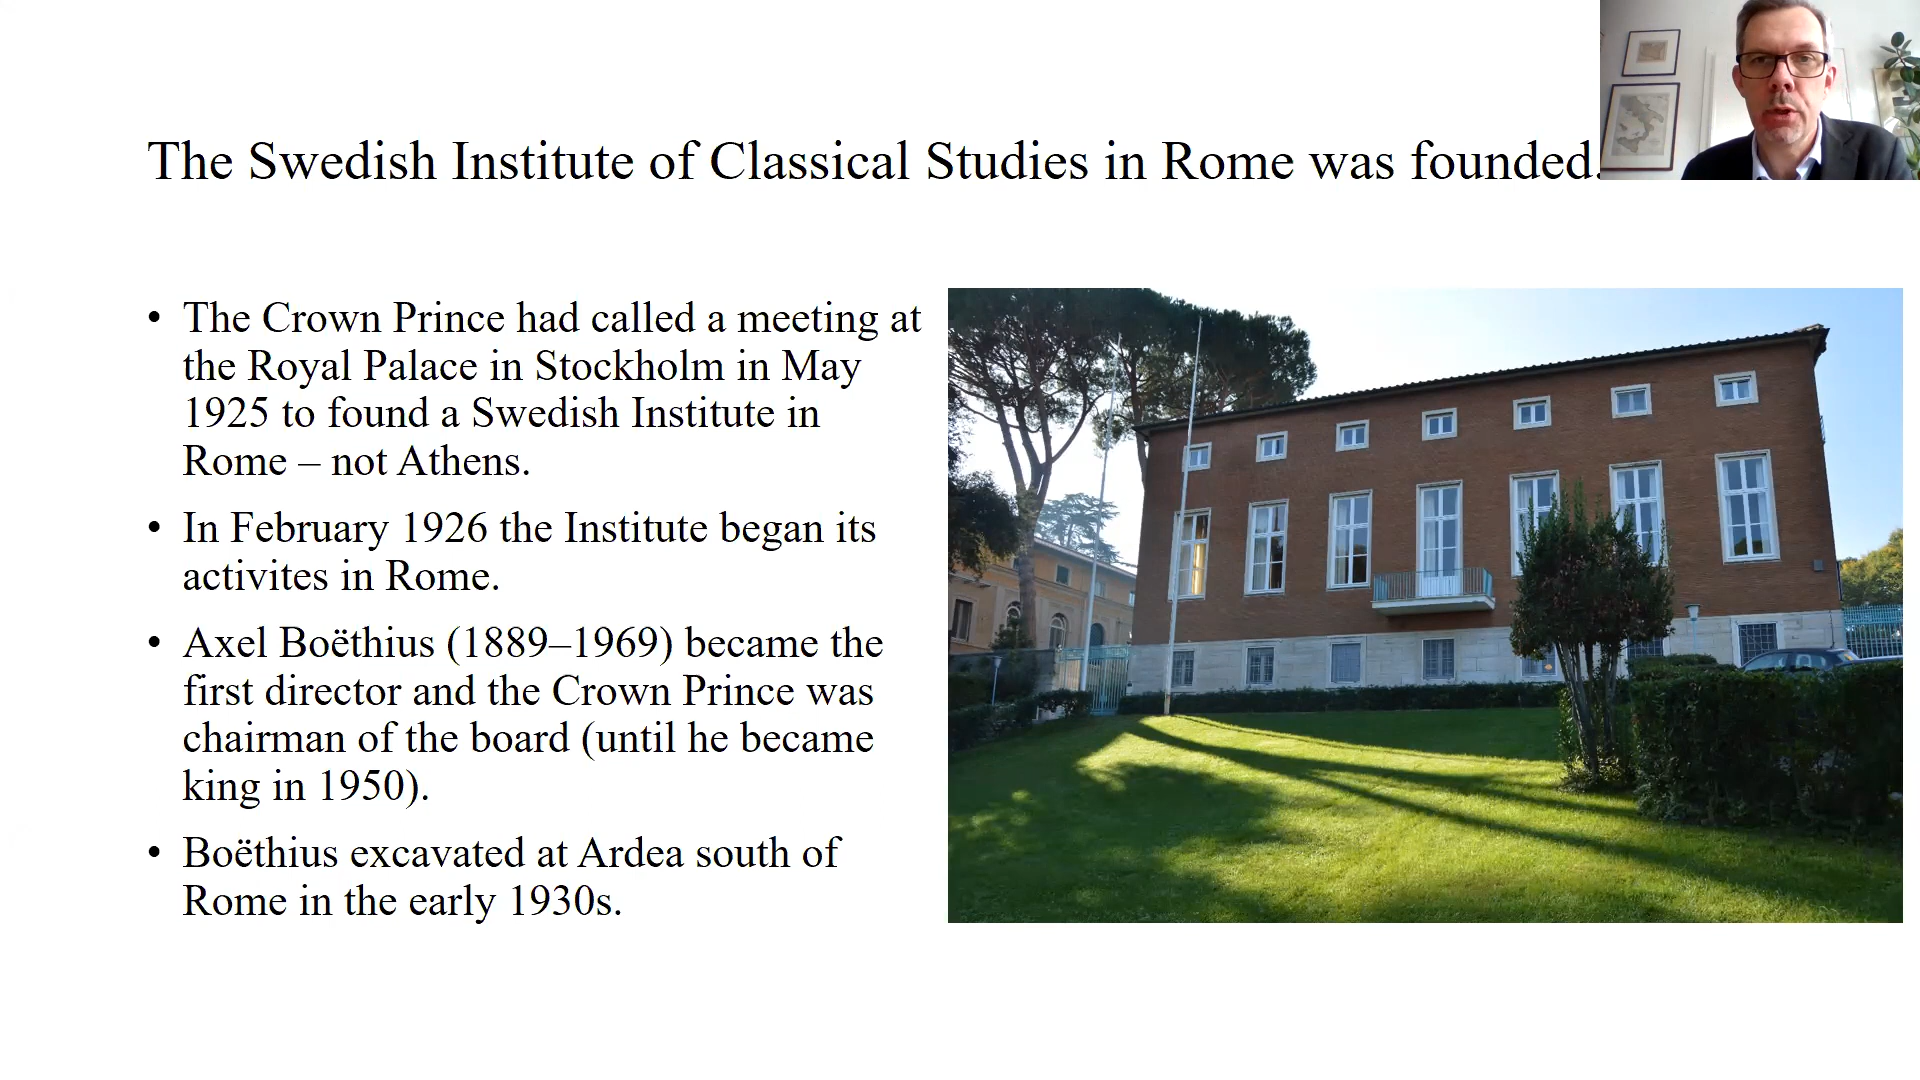 The Swedish Institute of Classical Studies in Rome was founded.
• The Crown Prince had called a meeting at
the Royal Palace in Stockholm in May
1925 to found a Swedish Institute in
Rome – not Athens.
• In February 1926 the Institute began its
activites in Rome.
• Axel Boëthius (1889–1969) became the
first director and the Crown Prince was
chairman of the board (until he became
king in 1950).
• Boëthius excavated at Ardea south of
Rome in the early 1930s.